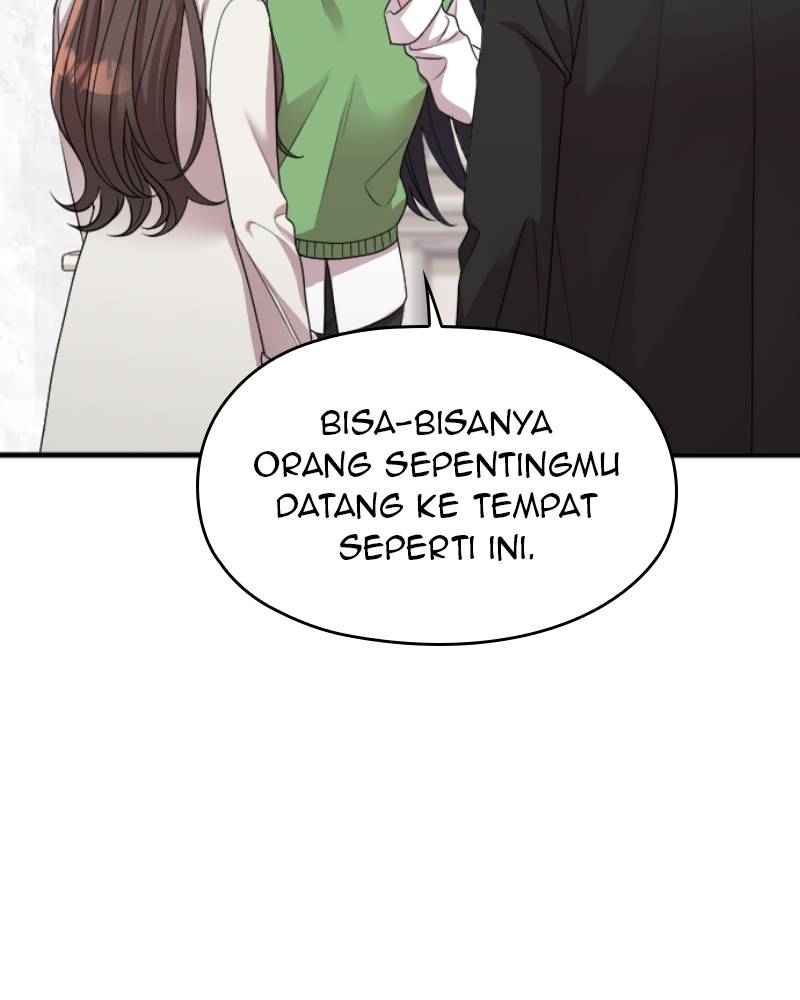 BISA-BISANYA
ORANG SEPENTINGMU
DATANG KE TEMPAT
SEPERTI INI.